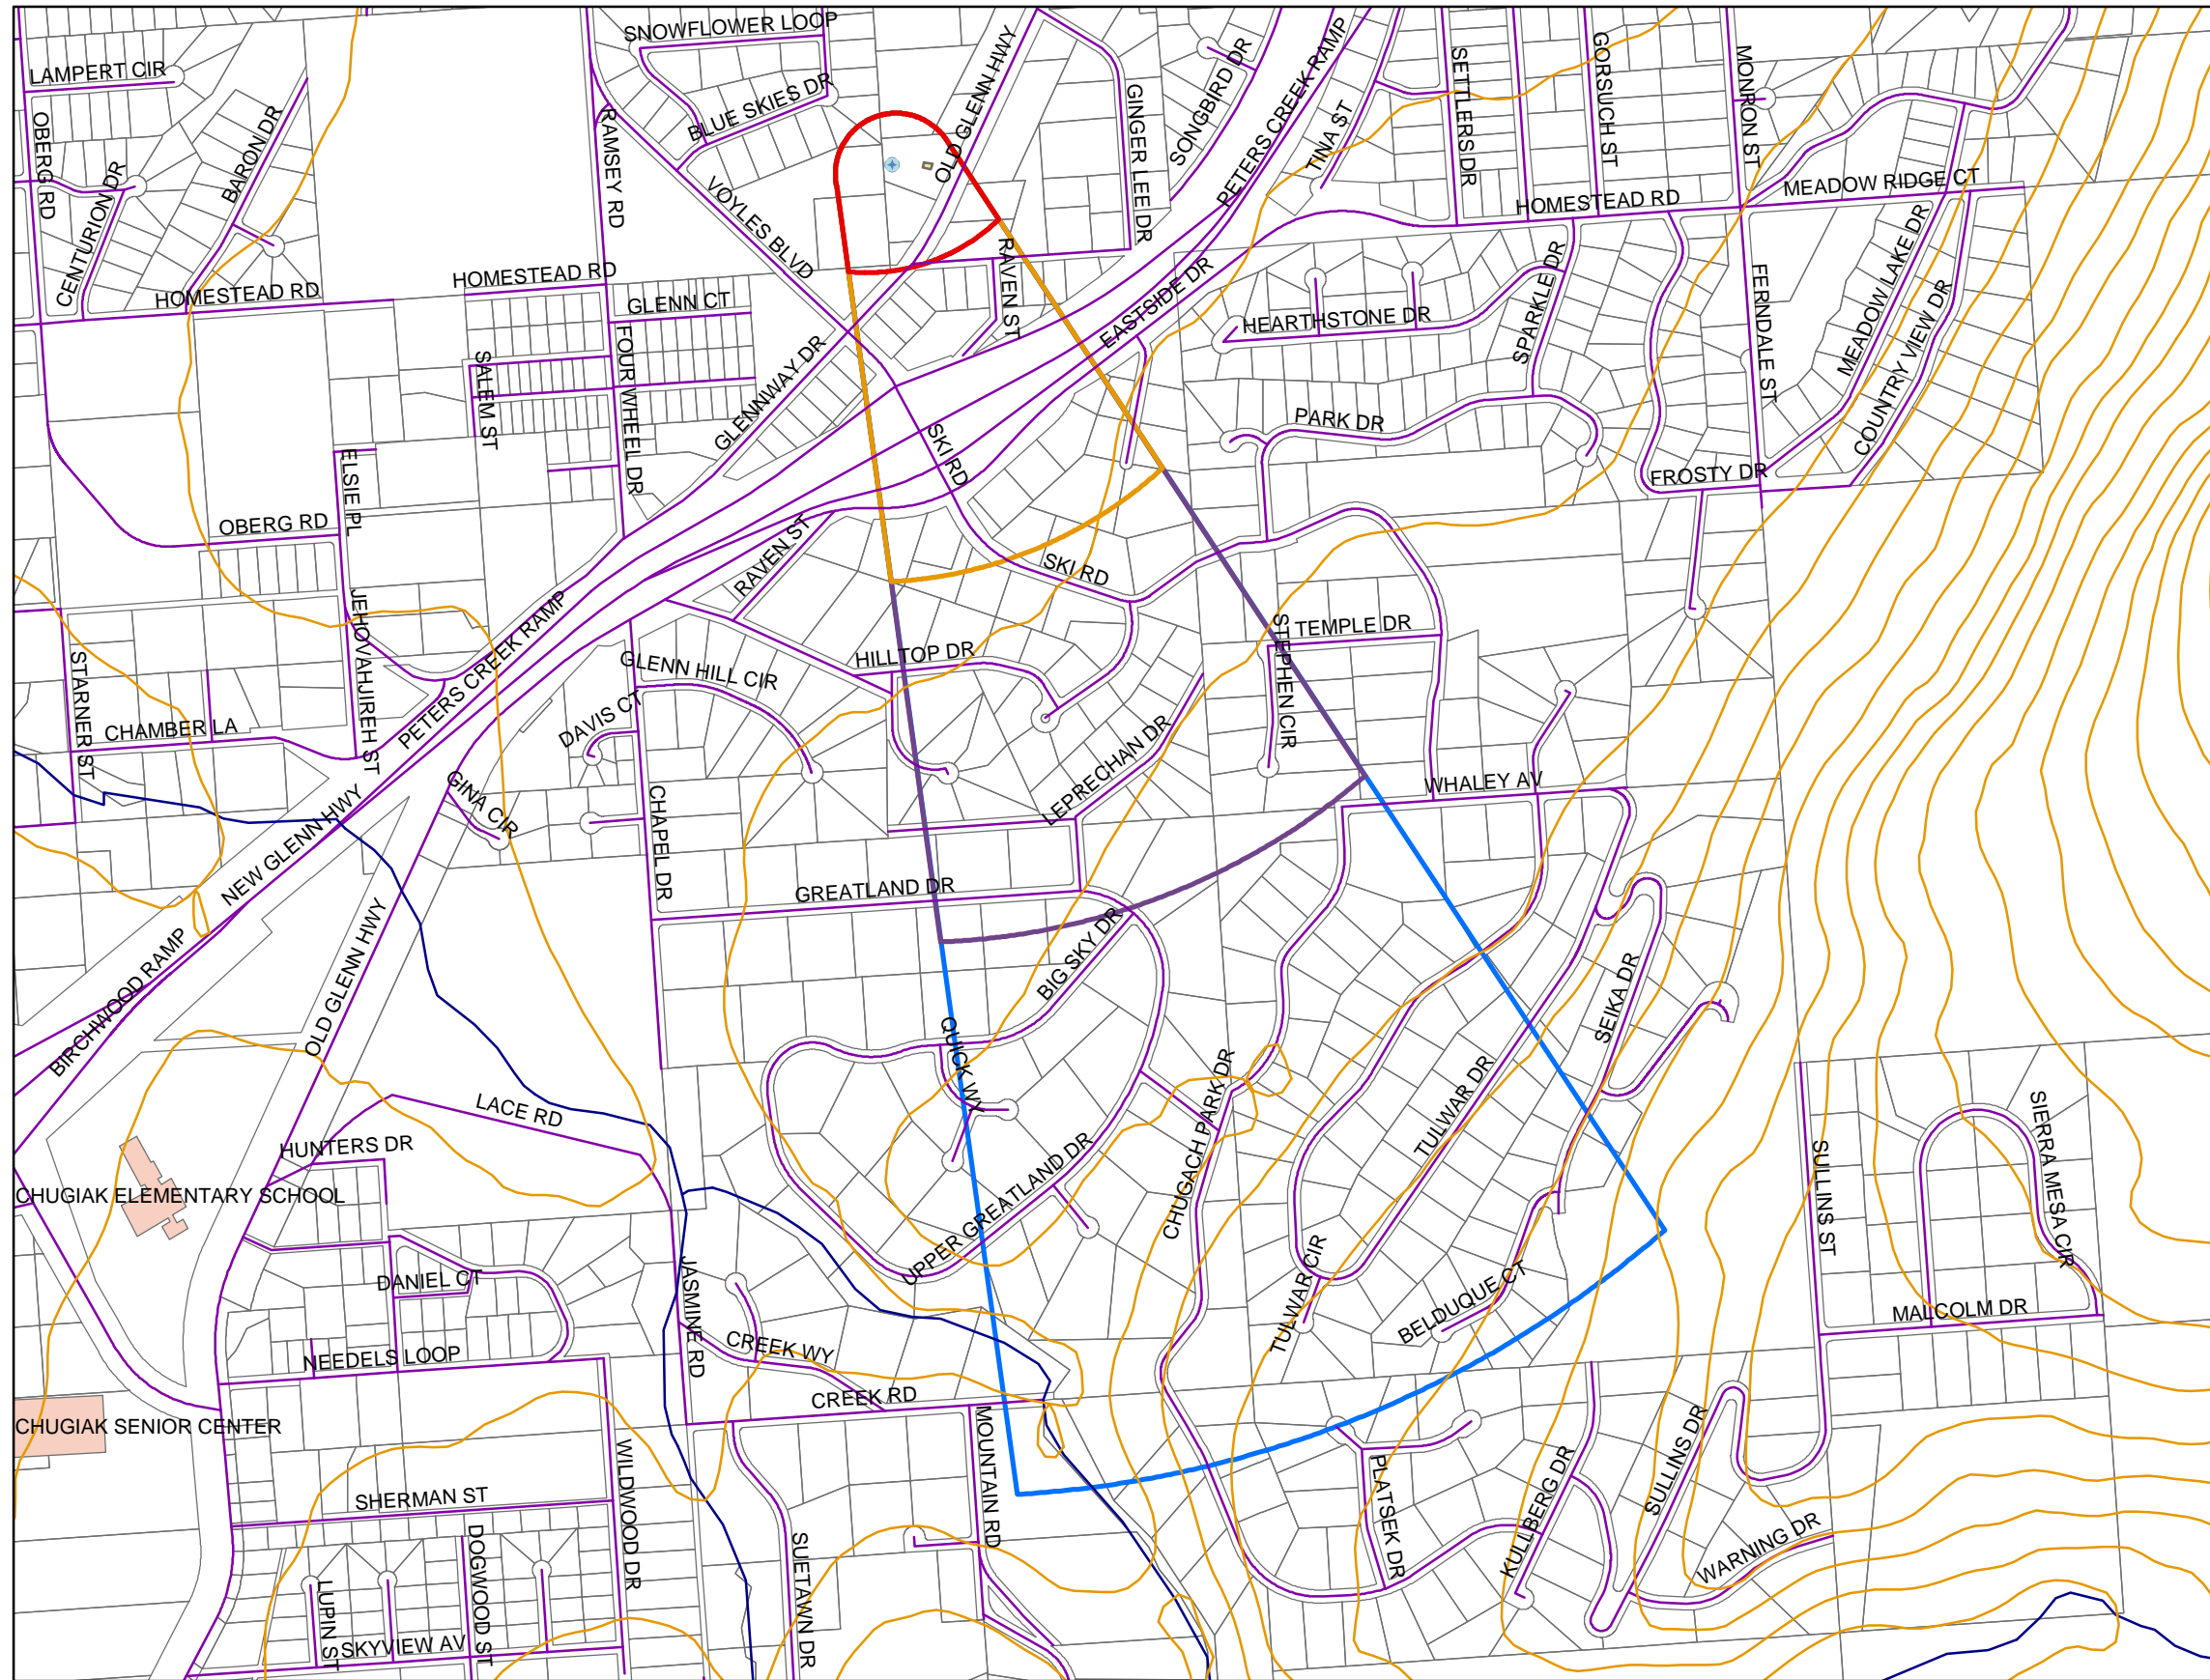 SNOWFLOWER LOOP
LAMPERT CIR
BLUE SKIES DR
OLD GLENN HWY
SONGBIRD DR
PETERS CREEK RAMP
SETTLERS DR
GORSUCH ST
MONRON ST
OBERG RD
BARON DR
RAMSEY RD
GINGER LEE DR
TINA ST
CENTURION DR
VOYLES BLVD
MEADOW RIDGE CT
HOMESTEAD RD
HOMESTEAD RD
HOMESTEAD RD
RAVEN ST
EASTSIDE DR
SPARKLE DR
FERNDALE ST
MEADOW LAKE DR
COUNTRY VIEW DR
GLENN CT
HEARTHSTONE DR
SALEM ST
FOUR WHEEL DR
GLENNWAY DR
SKI RD
PARK DR
FROSTY DR
ELSIE PL
OBERG RD
RAVEN ST
SKI RD
JEHOVAHJIREH ST
PETERS CREEK RAMP
STEPHEN CIR
TEMPLE DR
STARNER ST
GLENN HILL CIR
HILLTOP DR
DAVIS CT
CHAMBER LA
LEPRECHAN DR
GINA CIR
CHAPEL DR
WHALEY AV
NEW GLENN HWY
GREATLAND DR
BIG SKY DR
BIRCHWOOD RAMP
OLD GLENN HWY
SEIKA DR
QUICK WY
CHUGACH PARK DR
TULWAR DR
LACE RD
HUNTERS DR
SULLINS ST
SIERRA MESA CIR
CHUGIAK ELEMENTARY SCHOOL
UPPER GREATLAND DR
DANIEL CT
JASMINE RD
TULWAR CIR
BELDUQUE CT
MALCOLM DR
CREEK WY
NEEDELS LOOP
CREEK RD
CHUGIAK SENIOR CENTER
MOUNTAIN RD
WILDWOOD DR
PLATSEK DR
KULLBERG DR
SULLINS DR
SHERMAN ST
WARNING DR
DOGWOOD ST
SUETAWN DR
LUPIN ST
SKYVIEW AV